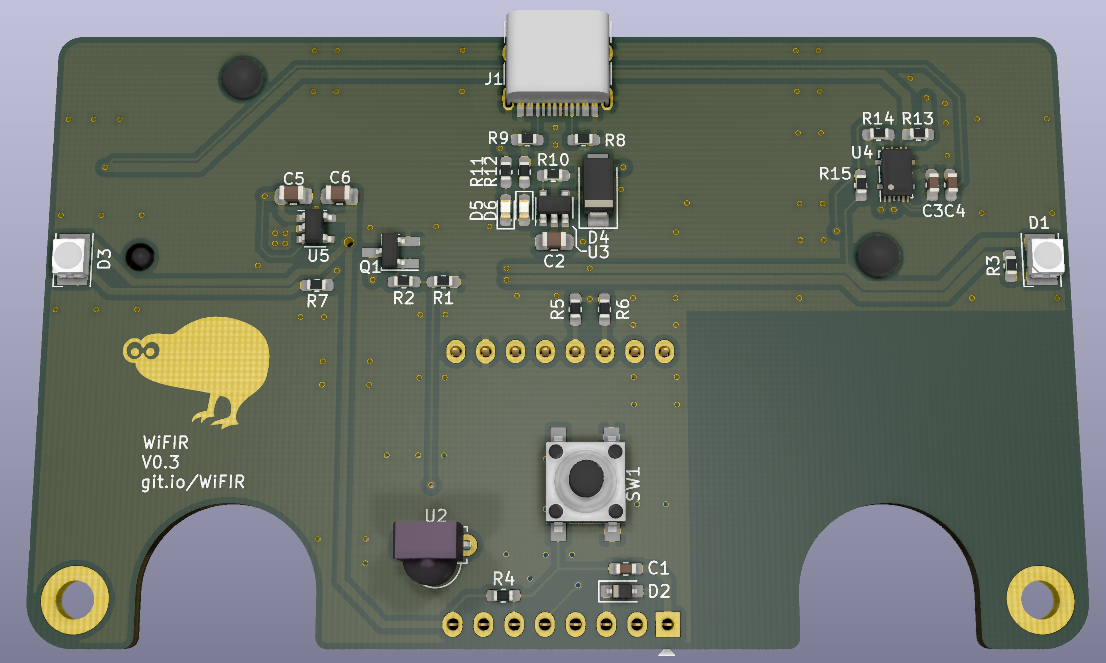 J1
R9
R8
R14 R13
R11
R12
R10
U4
R15
C5 C6
C3C4
D5
D6
D1
U5
Q1
D4
U3
C2
D3
R3
R7
R2
R1
R5
R6
WiFIR
V0.3
git.io/WiFIR
SW1
U2
C1
R4
D2